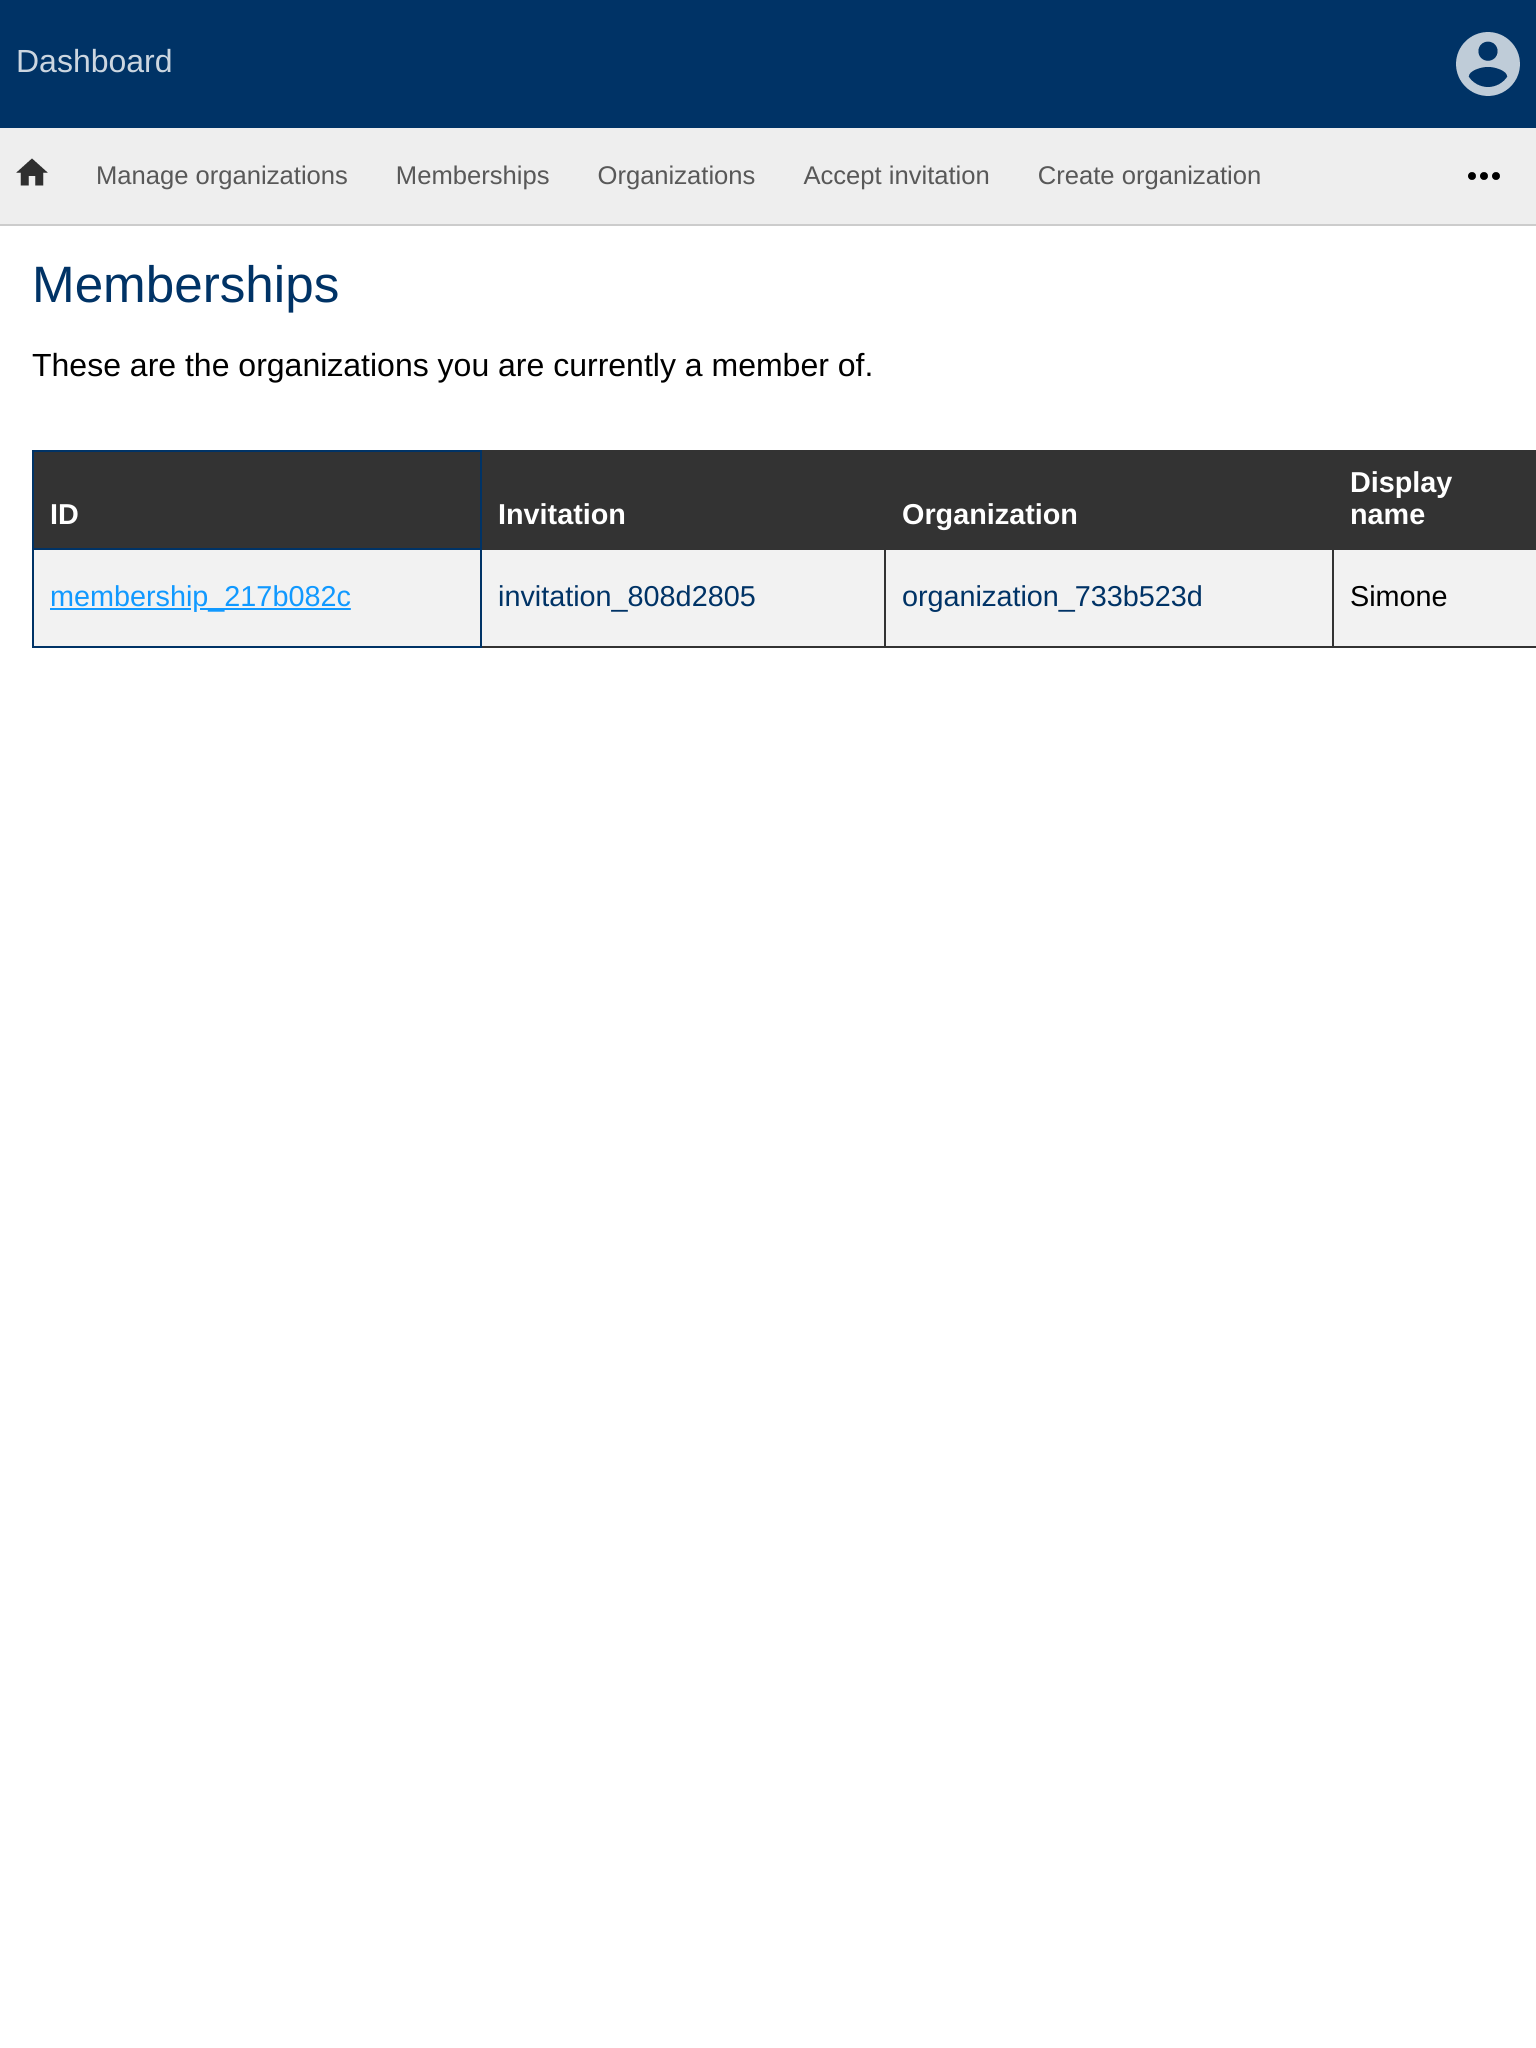 Dashboard
Manage organizations Memberships Organizations Accept invitation Create organization
Memberships
These are the organizations you are currently a member of.
ID Invitation Organization Display name
membership_217b082c invitation_808d2805 organization_733b523d Simone